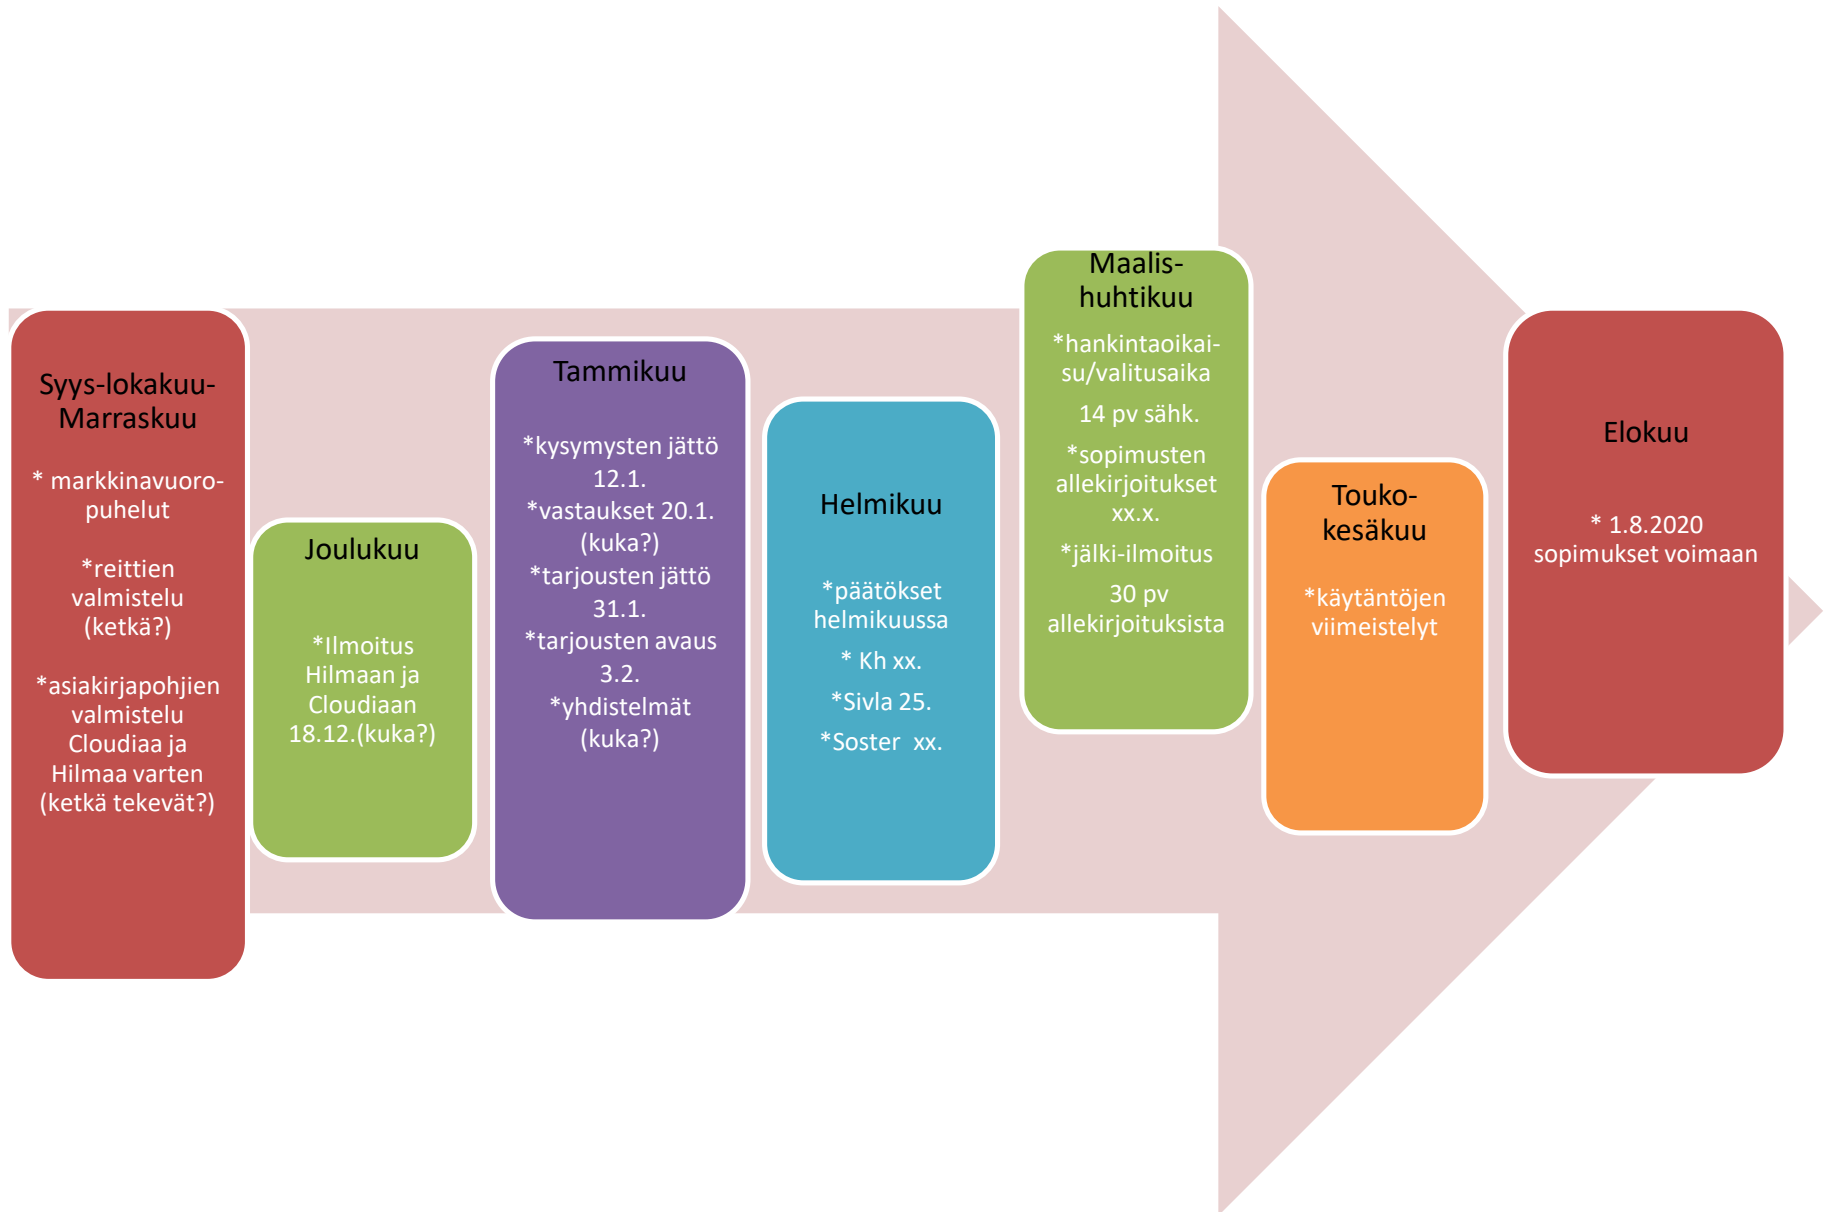 Syys-lokakuu-
Marraskuu
* markkinavuoro-
puhelut
*reittien
valmistelu
(ketkä?)
*asiakirjapohjien
valmistelu
Cloudiaa ja
Hilmaa varten
(ketkä tekevät?)
Joulukuu
*Ilmoitus
Hilmaan ja
Cloudiaan
18.12.(kuka?)
Tammikuu
*kysymysten jättö
12.1.
*vastaukset 20.1.
(kuka?)
*tarjousten jättö
31.1.
*tarjousten avaus
3.2.
*yhdistelmät
(kuka?)
Helmikuu
*päätökset
helmikuussa
* Kh xx.
*Sivla 25.
*Soster  xx.
Maalis-
huhtikuu
*hankintaoikai-
su/valitusaika
14 pv sähk.
*sopimusten
allekirjoitukset
xx.x.
*jälki-ilmoitus
30 pv
allekirjoituksista
Touko-
kesäkuu
*käytäntöjen
viimeistelyt
Elokuu
* 1.8.2020
sopimukset voimaan